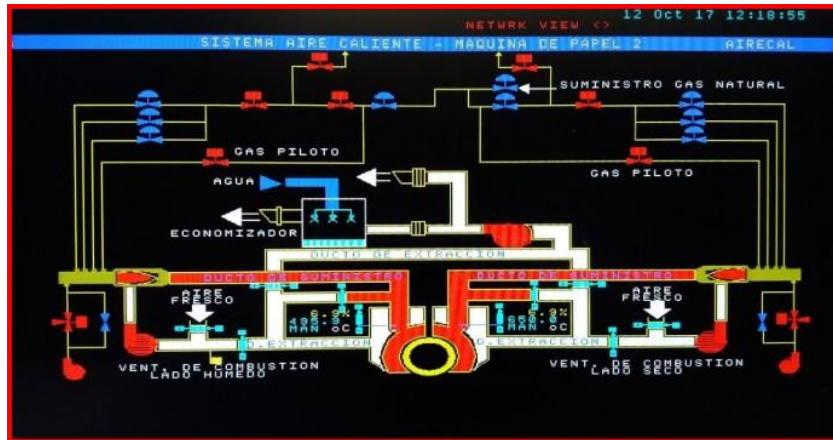 12 Oct 17 12:18:55
NETWRK VIEW <>
SISTEMA AIRE CALIENTE - MAQUINA DE PAPEL 2 AIRECAL
SUMINISTRO GAS NATURAL
GAS PILOTO
GAS PILOTO
AGUA
ECONOMIZADOR
DUCTO DE EXTRACCION
DUCTO DE SUMINISTRO
DUCTO DE SUMINISTRO
AIRE
FRESCO
AIRE
FRESCO
oC
oC
D.EXTRACCION
D.EXTRACCION
VENT. DE COMBUSTION
LADO HUMEDO
VENT. DE COMBUSTION
LADO SECO